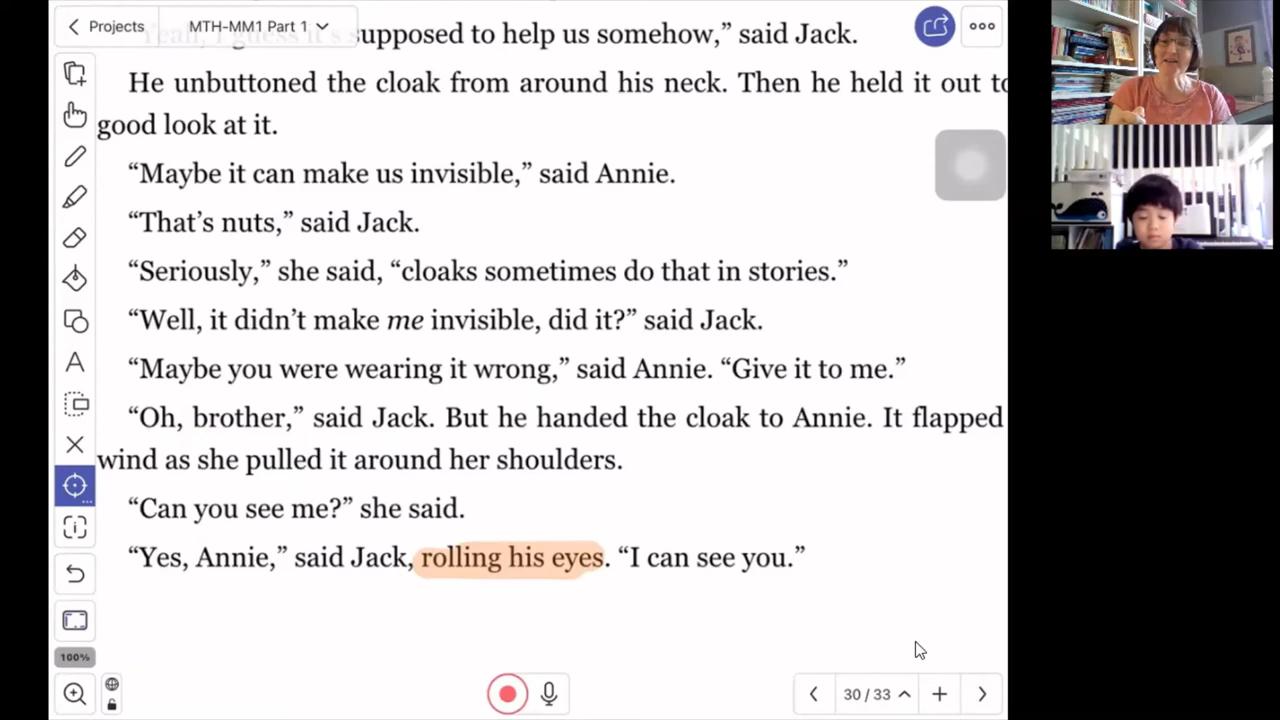 Projects
MTH-MM1 Part 1
Yeah, I guess it's supposed to help us somehow,” said Jack.
He unbuttoned the cloak from around his neck. Then he held it out to
good look at it.
“Maybe it can make us invisible,” said Annie.
“That’s nuts,” said Jack.
“Seriously,” she said, “cloaks sometimes do that in stories.”
“Well, it didn’t make me invisible, did it?” said Jack.
“Maybe you were wearing it wrong,” said Annie. “Give it to me.”
“Oh, brother,” said Jack. But he handed the cloak to Annie. It flapped
wind as she pulled it around her shoulders.
“Can you see me?” she said.
“Yes, Annie,” said Jack, rolling his eyes. “I can see you.”
100%
30 / 33